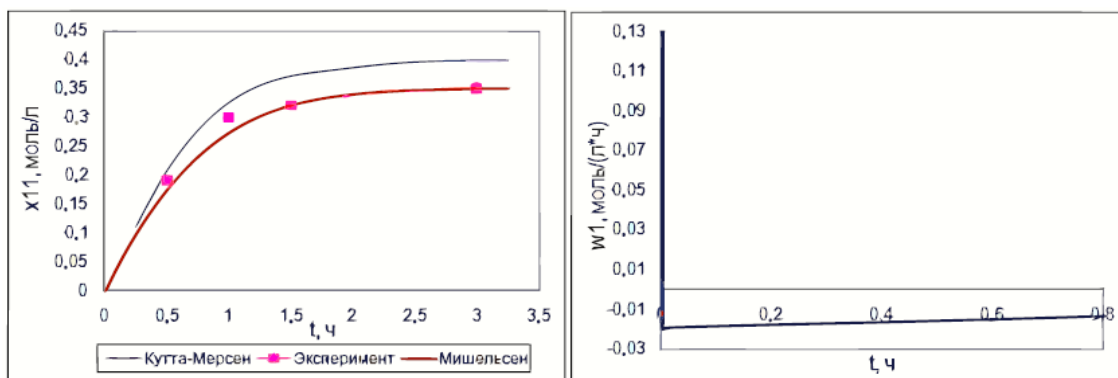 0,45
0,4
0,35
0,3
0,25
0,2
0,15
0,1
0,05
0
x11, моль/л
0 0,5 1 1,5 2 2,5 3 3,5
t, ч
Кутта-Мерсен Эксперимент Мишельсен
0,13
0,11
0,09
0,07
0,05
0,03
0,01
-0,01
-0,03
w1, моль/(л*ч)
0 0,2 0,4 0,6 0,8
t, ч